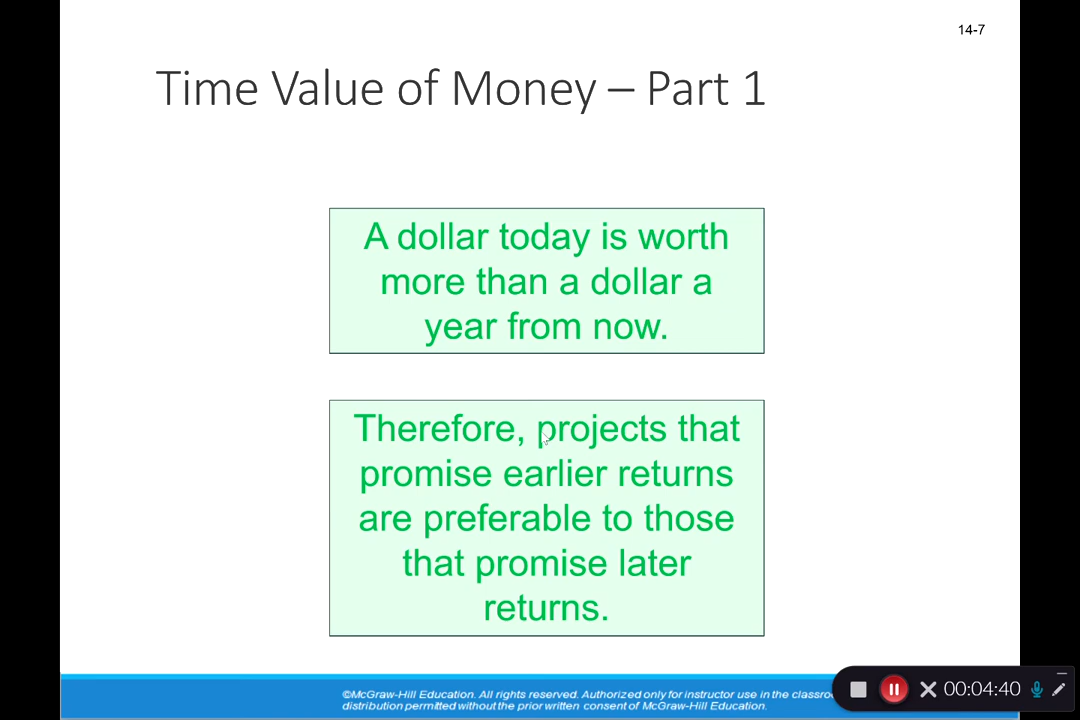 14-7
Time Value of Money – Part 1
A dollar today is worth
more than a dollar a
year from now.
Therefore, projects that
promise earlier returns
are preferable to those
that promise later
returns.
©McGraw-Hill Education. All rights reserved. Authorized only for instructor use in the
distribution permitted without the prior written consent of McGraw-Hill Education.
00:04:40